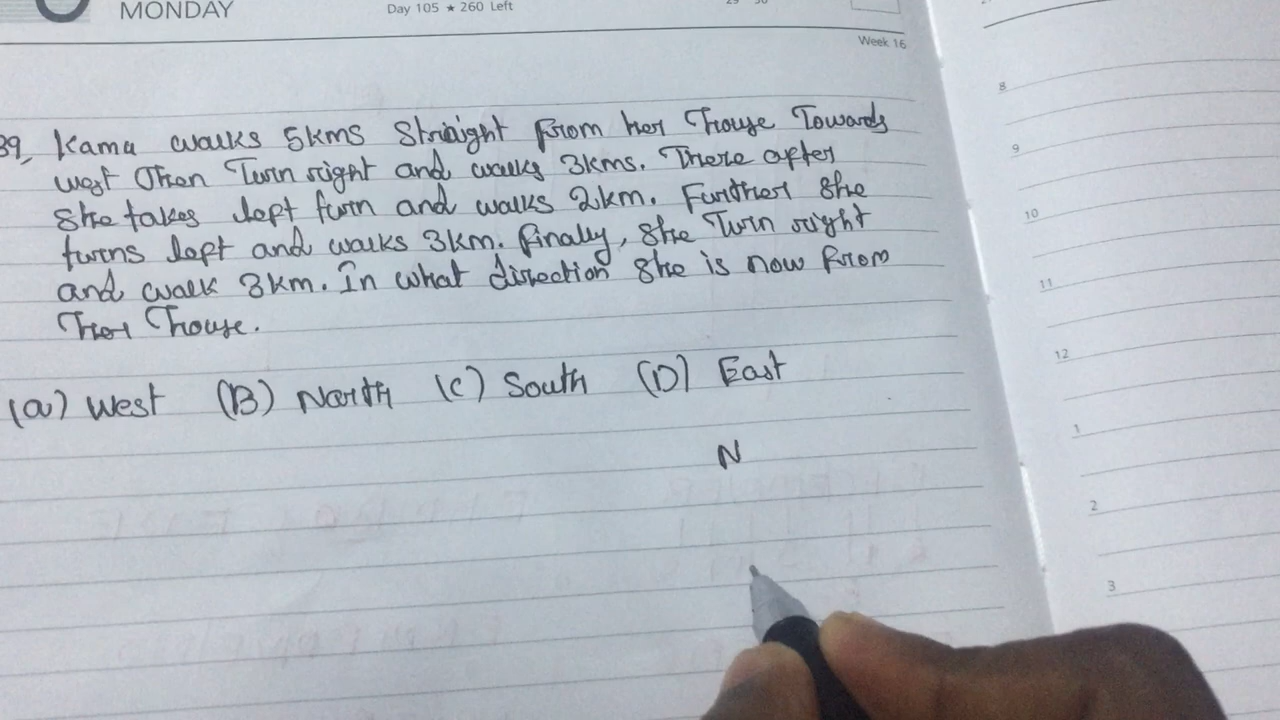 MONDAY
Day 105 ★ 260 Left
Week 16
39, Kama walks 5kms straight from her House Towards
west then Turn right and walks 3kms. There after
she takes left turn and walks 2km. Further she
turns left and walks 3km. Finally, she Turn right
and walk 3km. In what direction she is now from
Her House.
(a) West (B) North (C) South (D) East
N
8
9
10
11
12
1
2
3